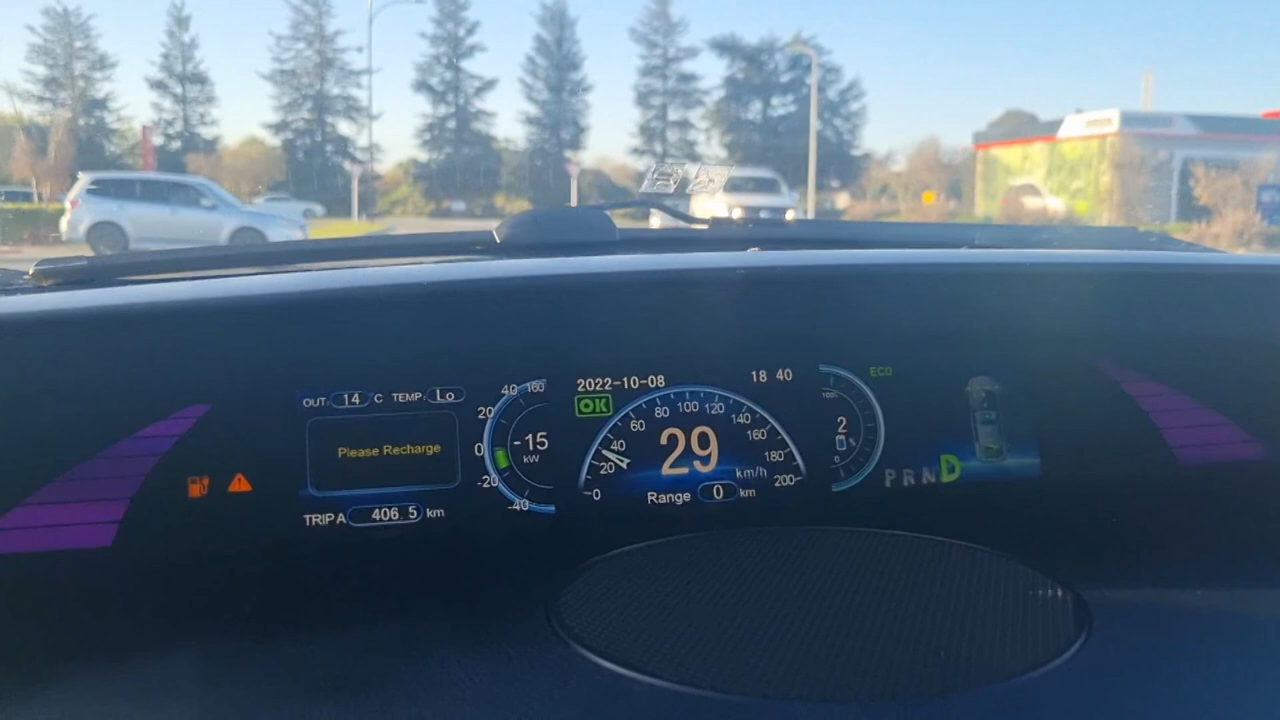 OUT: 14 C TEMP: Lo
Please Recharge
TRIP A 406.5 km
40 160
20
0
-20
-40
-15
kW
2022-10-08
18 40
OK
0 20 40 60 80 100 120 140 160 180 200
29
km/h
Range 0 km
100%
2
%
0
ECO
P R N D